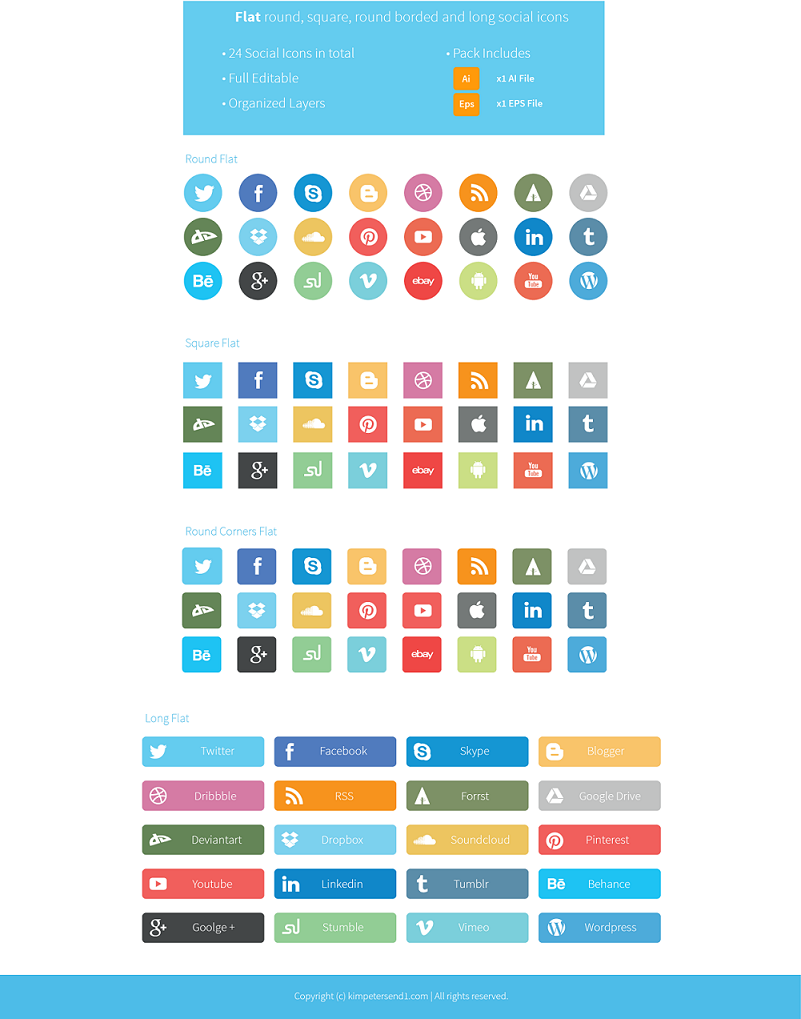 Flat round, square, round borded and long social icons
• 24 Social Icons in total
• Full Editable
• Organized Layers
• Pack Includes
Ai x1 AI File
Eps x1 EPS File
Round Flat
Bē g+ ebay You Tube
in t
Square Flat
in t
Bē g+ ebay You Tube
Round Corners Flat
in t
Bē g+ ebay You Tube
Long Flat
Twitter Facebook Skype Blogger
Dribbble RSS Forrst Google Drive
Deviantart Dropbox Soundcloud Pinterest
Youtube in Linkedin t Tumblr Bē Behance
g+ Goolge + Stumble Vimeo Wordpress
Copyright (c) kimpetersend1.com | All rights reserved.